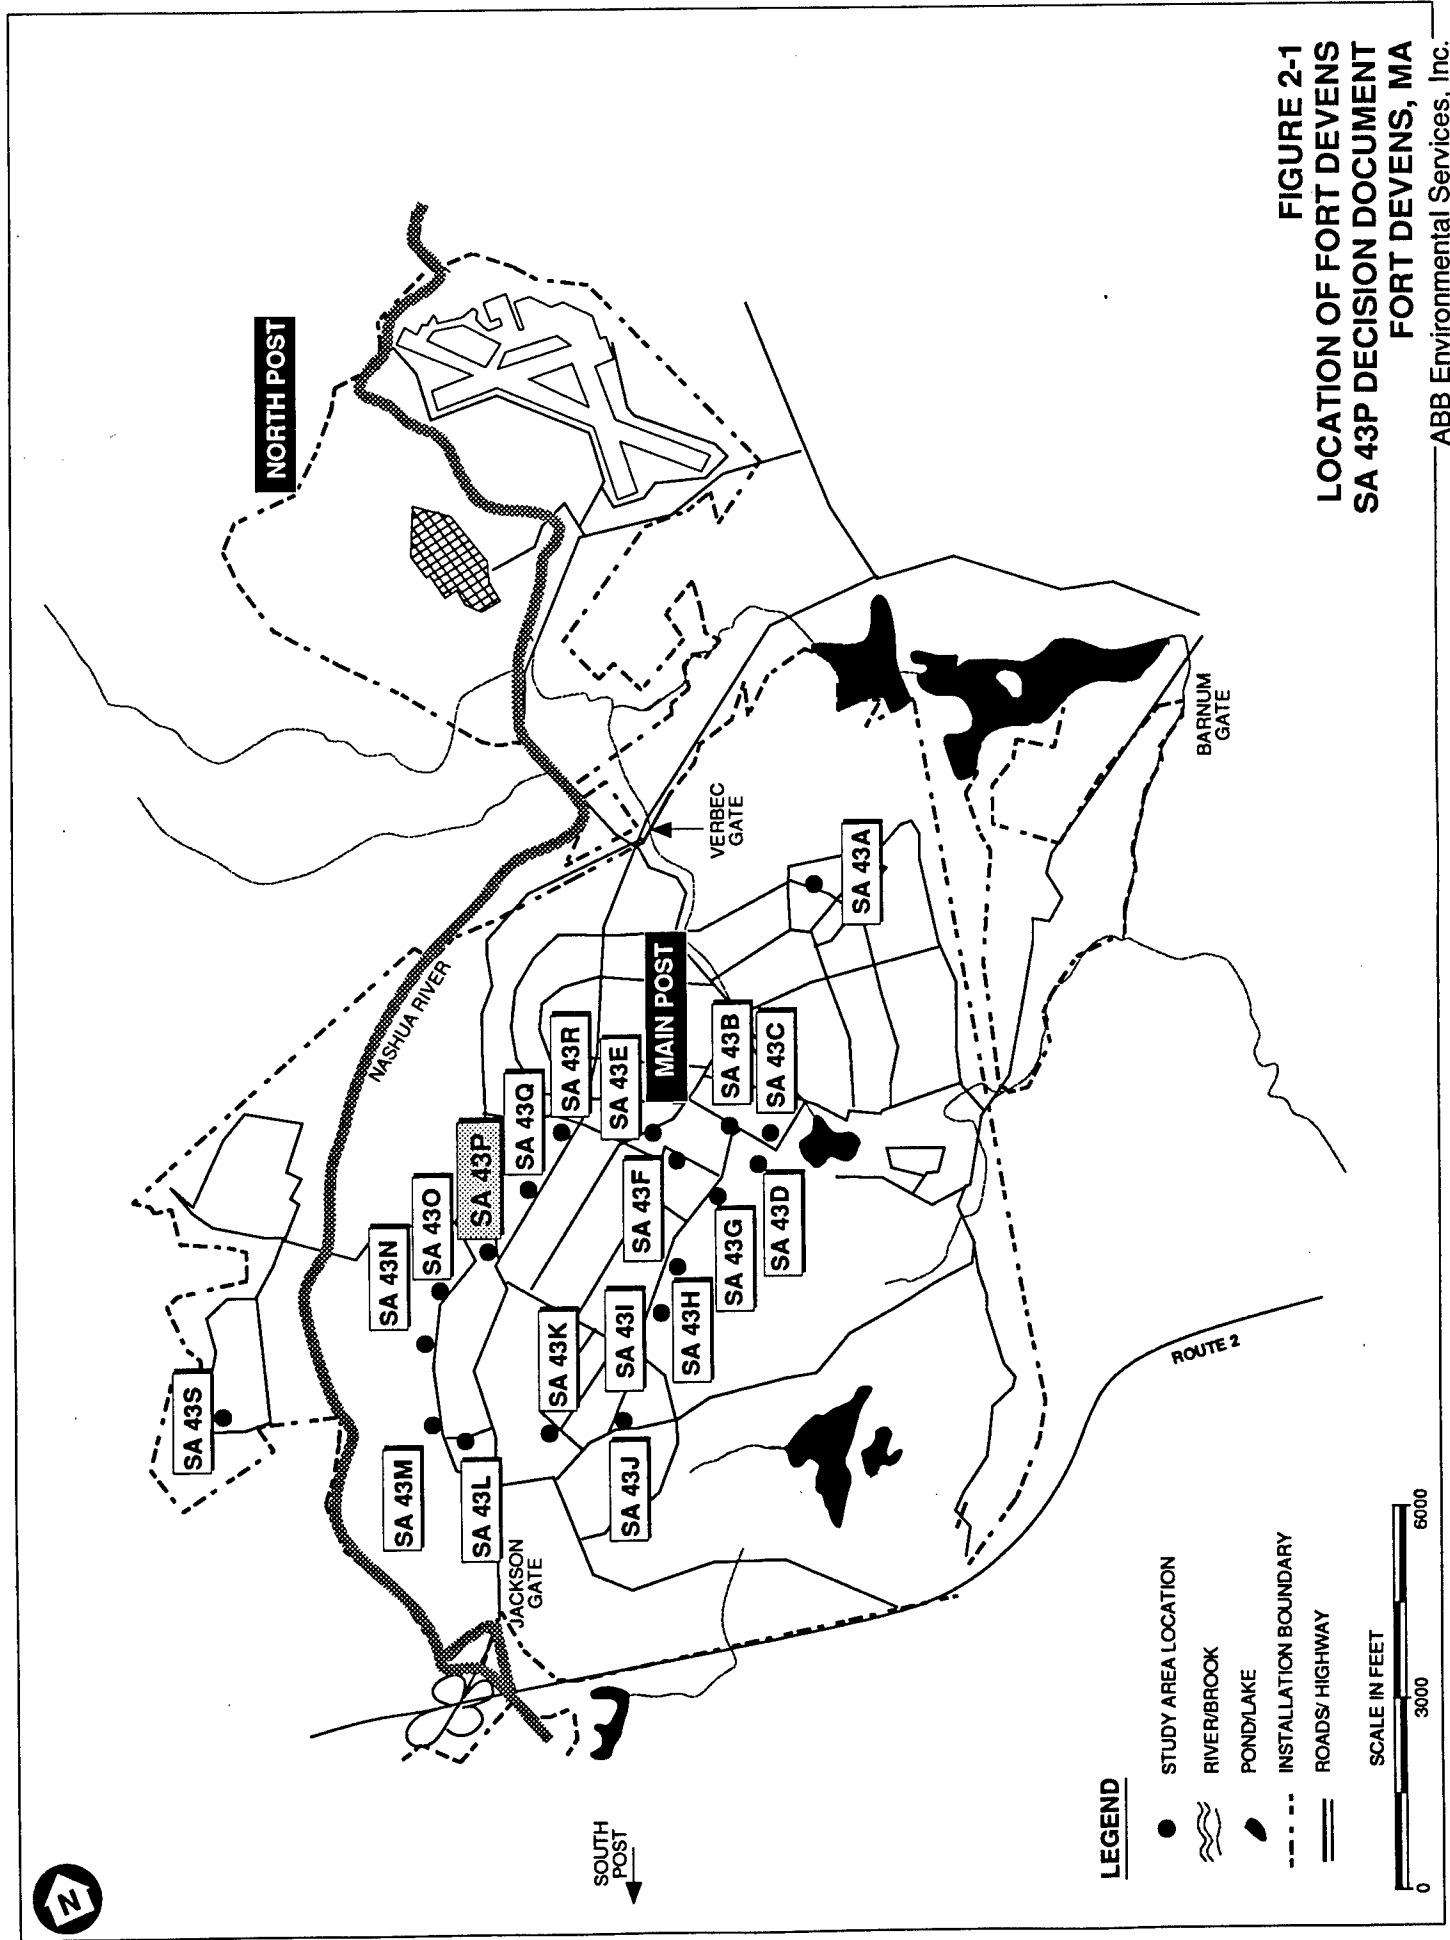 N
NORTH POST
NASHUA RIVER
VERBEC
GATE
BARNUM
GATE
MAIN POST
SA 43A
SA 43B
SA 43C
SA 43R
SA 43E
SA 43Q
SA 43P
SA 43O
SA 43N
SA 43F
SA 43G
SA 43D
SA 43H
SA 43I
SA 43K
SA 43J
SA 43S
SA 43M
SA 43L
JACKSON
GATE
ROUTE 2
SOUTH
POST
LEGEND
STUDY AREA LOCATION
RIVER/BROOK
POND/LAKE
INSTALLATION BOUNDARY
ROADS/ HIGHWAY
SCALE IN FEET
0 3000 6000
FIGURE 2-1
LOCATION OF FORT DEVENS
SA 43P DECISION DOCUMENT
FORT DEVENS, MA
ABB Environmental Services, Inc.